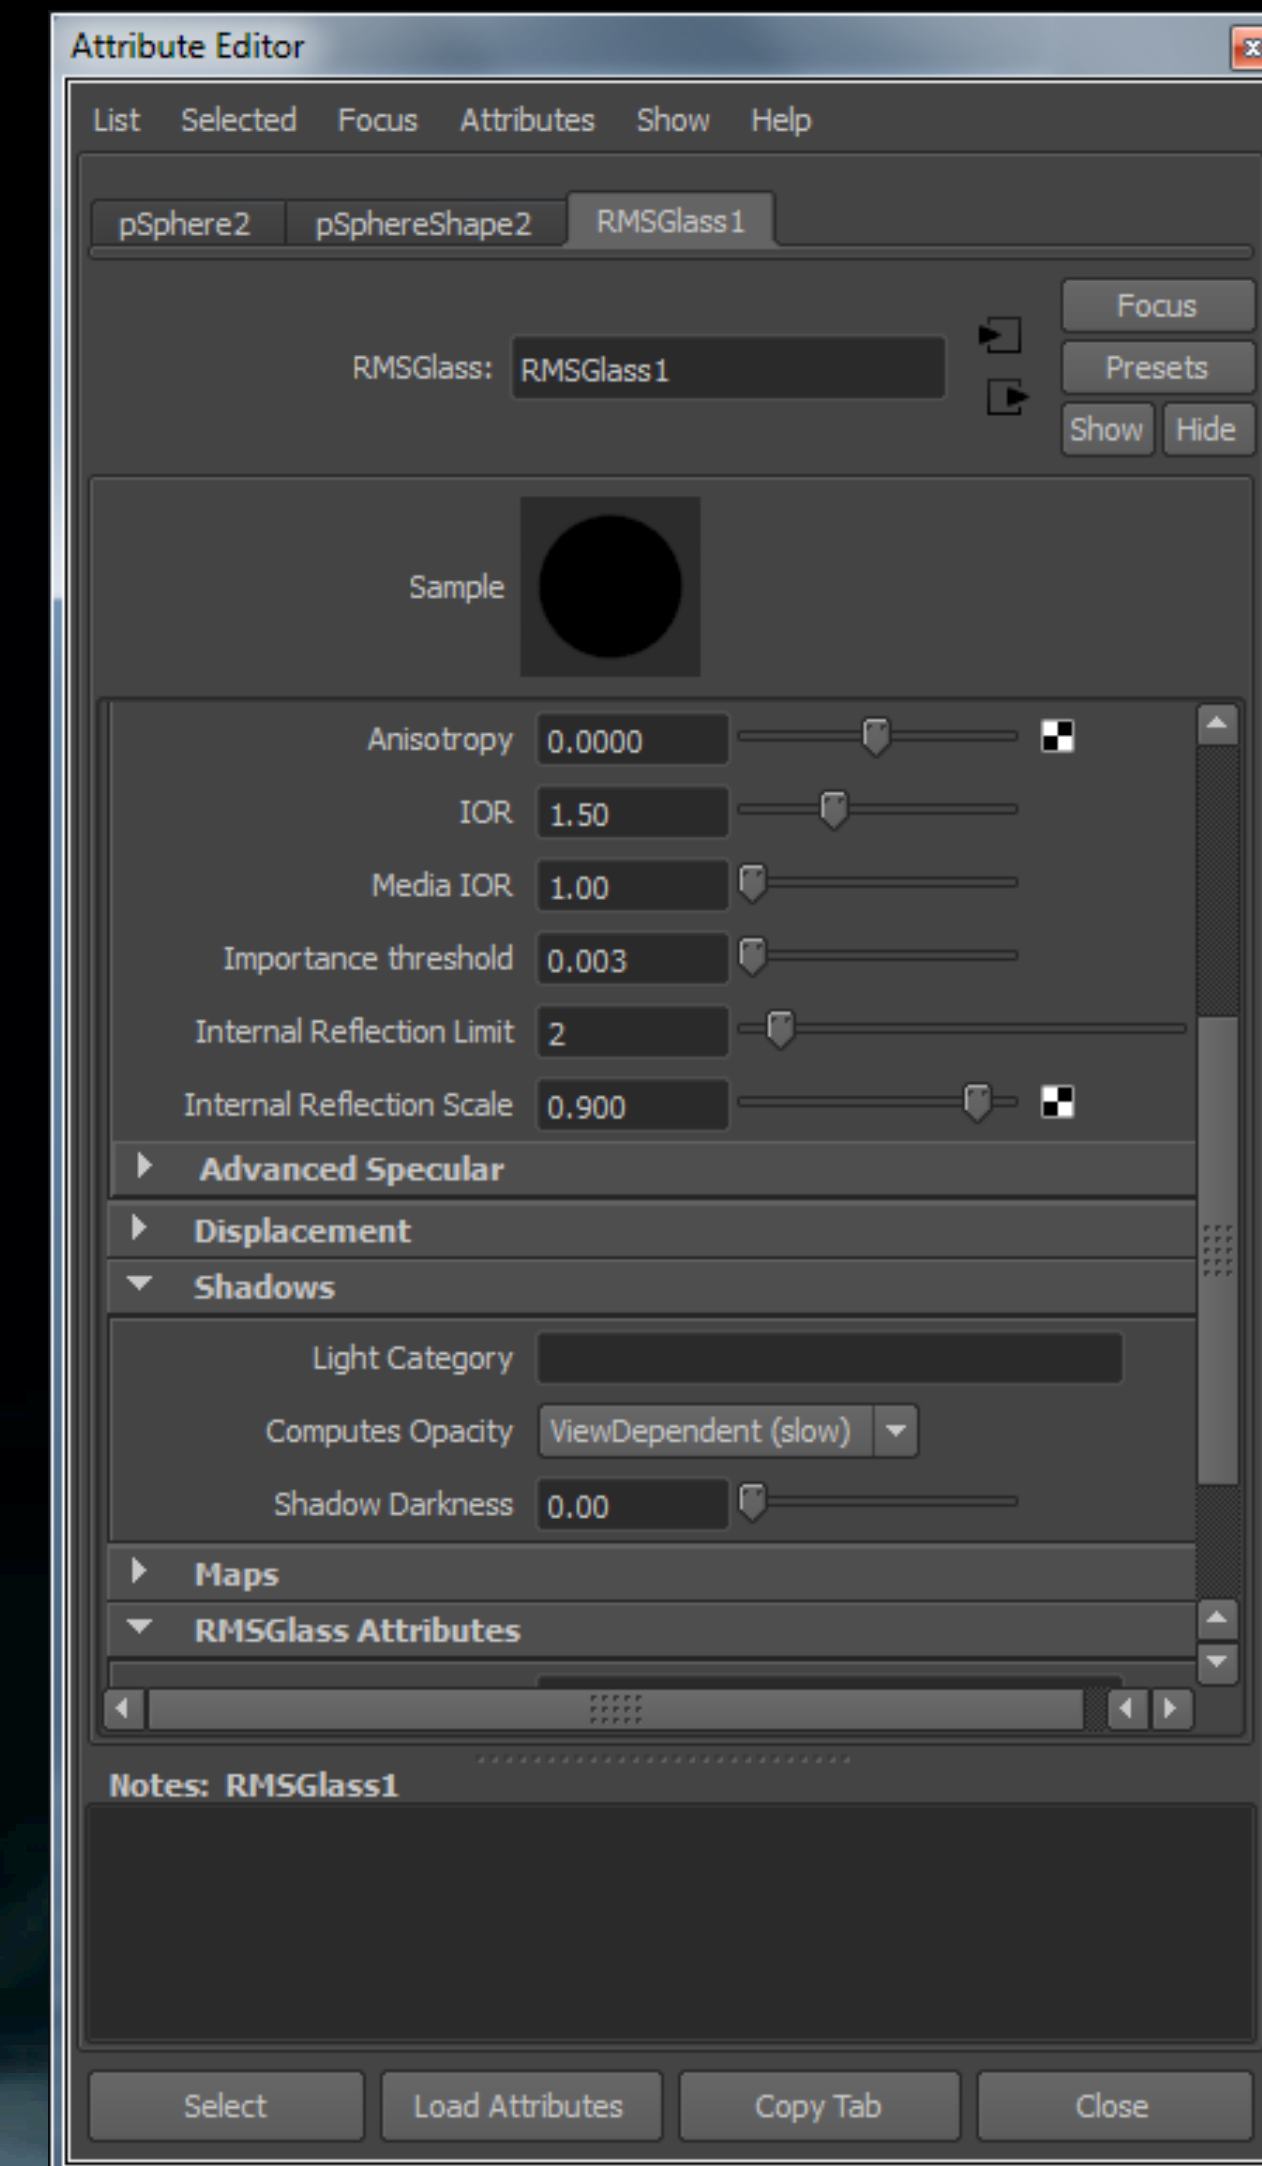 Attribute Editor
List Selected Focus Attributes Show Help
pSphere2 pSphereShape2 RMSGlass1
Focus
RMSGlass: RMSGlass1
Presets
Show Hide
Sample
Anisotropy 0.0000
IOR 1.50
Media IOR 1.00
Importance threshold 0.003
Internal Reflection Limit 2
Internal Reflection Scale 0.900
Advanced Specular
Displacement
Shadows
Light Category
Computes Opacity ViewDependent (slow)
Shadow Darkness 0.00
Maps
RMSGlass Attributes
Notes: RMSGlass1
Select Load Attributes Copy Tab Close